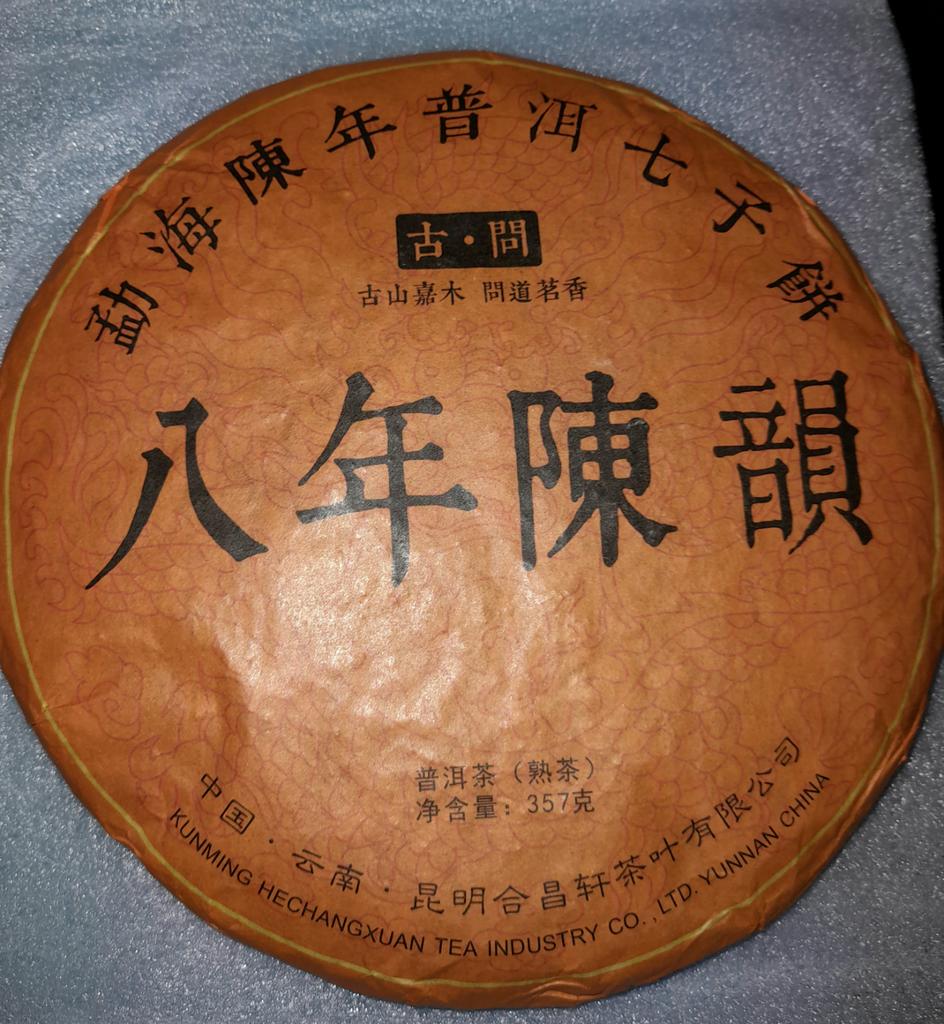 勐海陳年普洱七子餅
古·問
古山嘉木 問道茗香
八年陳韻
普洱茶（熟茶）
净含量：357克
中国·云南·昆明合昌轩茶叶有限公司
KUNMING HECHANGXUAN TEA INDUSTRY CO.,LTD. YUNNAN CHINA